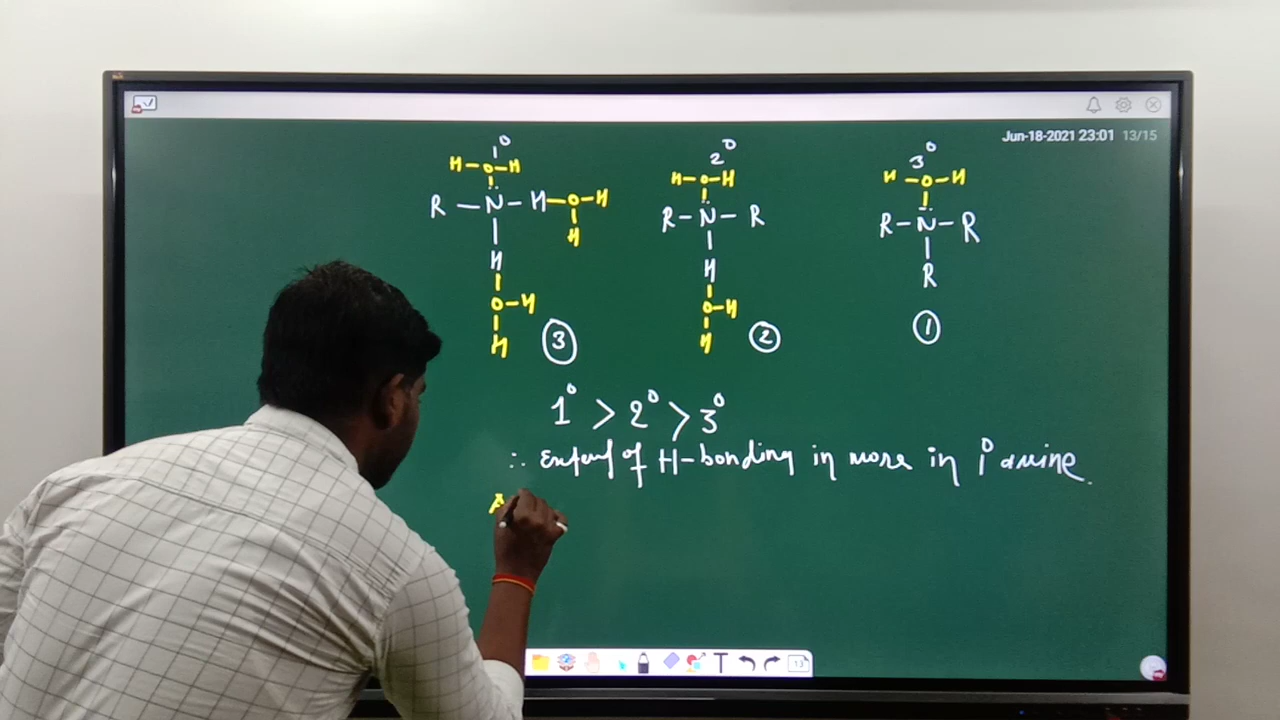 Jun-18-2021 23:01 13/15
1° 2° 3°
H-O-H H-O-H H-O-H
R-N-H-O-H R-N-R R-N-R
H
H H R
O-H O-H
H H
3 2 1
1° > 2° > 3°
∴ Extent of H-bonding in more in 1° amine.
A